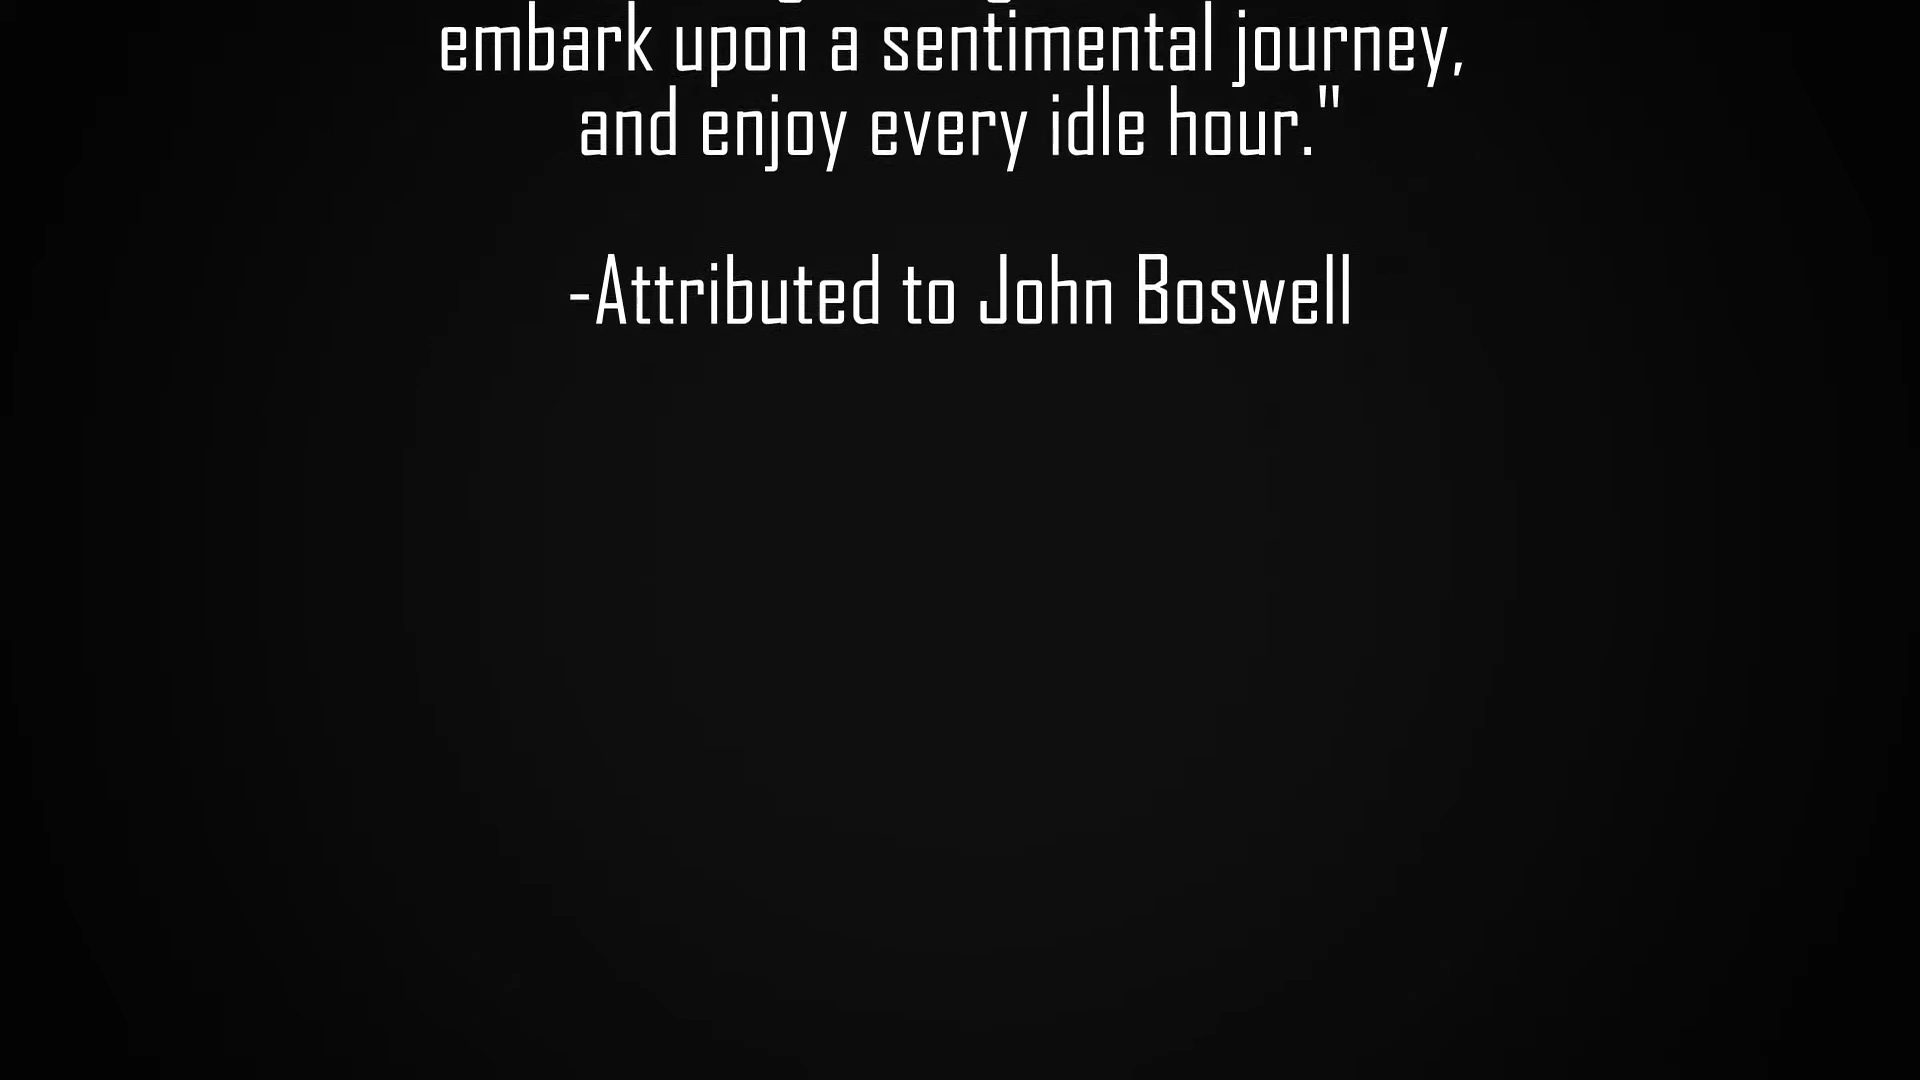 embark upon a sentimental journey,
and enjoy every idle hour."
-Attributed to John Boswell